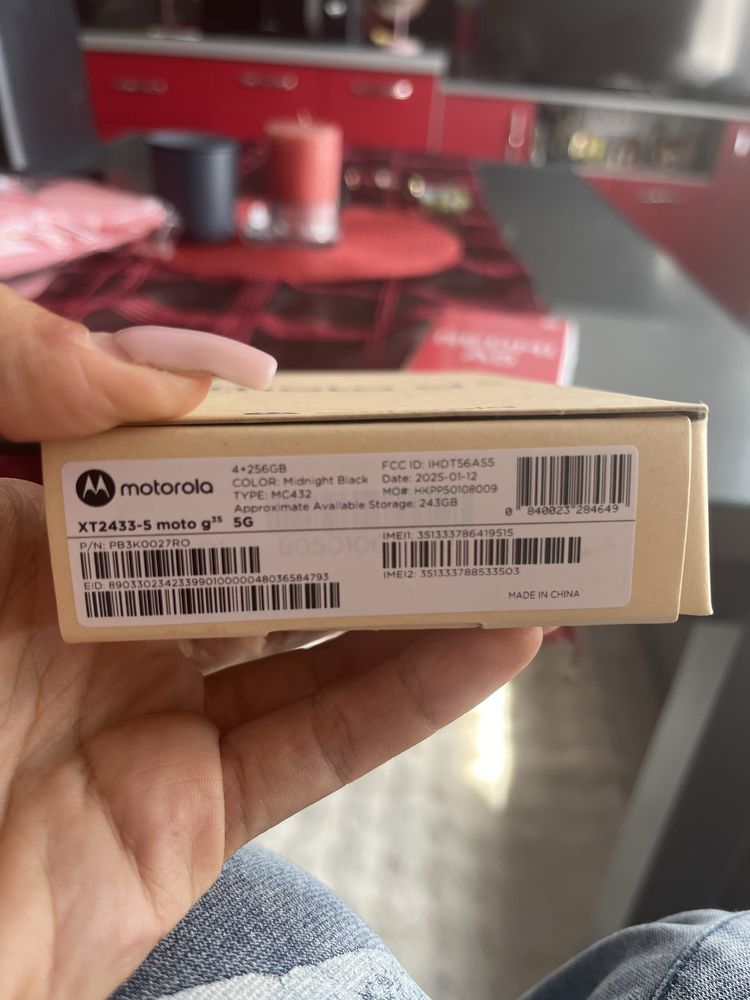 motorola
4+256GB
COLOR: Midnight Black
TYPE: MC432
Approximate Available Storage: 243GB
FCC ID: IHDT56AS5
Date: 2025-01-12
MO#: HKPP50108009
0 840023 284649
XT2433-5 moto g35 5G
P/N: PB3K0027RO
EID: 89033023423399010000048036584793
IMEI1: 351333786419515
IMEI2: 351333788533503
MADE IN CHINA